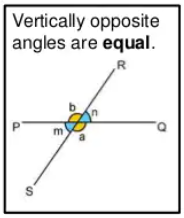 Vertically opposite
angles are equal.
R
b
n
P
Q
m
a
S